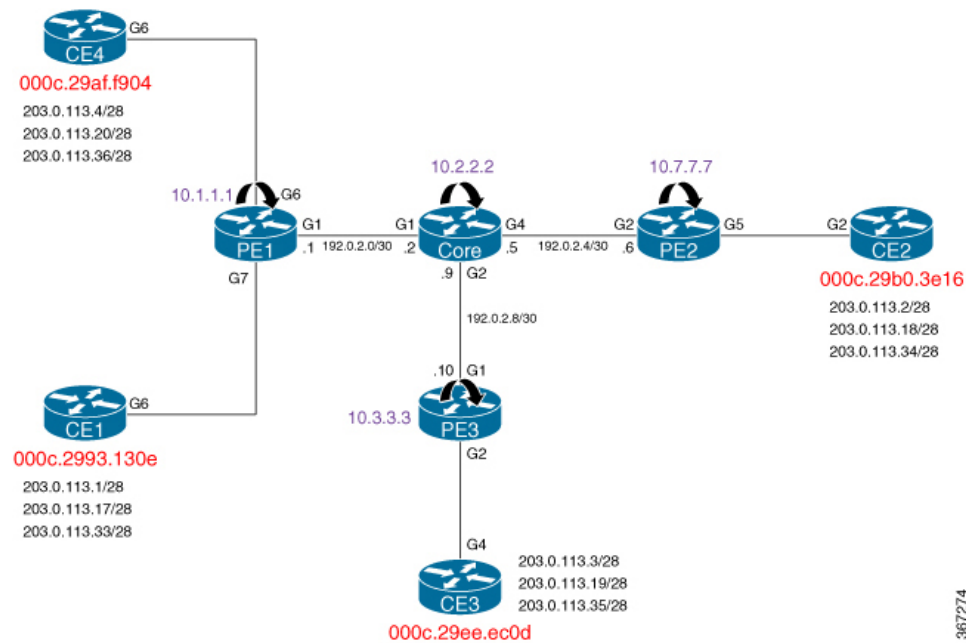 G6
CE4
000c.29af.f904
203.0.113.4/28
203.0.113.20/28
203.0.113.36/28
10.1.1.1
G6
10.2.2.2
10.7.7.7
PE1
G1
.1
192.0.2.0/30
G1
.2
Core
G4
.5
192.0.2.4/30
G2
.6
PE2
G5
G2
CE2
000c.29b0.3e16
203.0.113.2/28
203.0.113.18/28
203.0.113.34/28
G7
.9
G2
192.0.2.8/30
.10
G1
10.3.3.3
PE3
G2
G6
CE1
000c.2993.130e
203.0.113.1/28
203.0.113.17/28
203.0.113.33/28
G4
CE3
203.0.113.3/28
203.0.113.19/28
203.0.113.35/28
000c.29ee.ec0d
367274